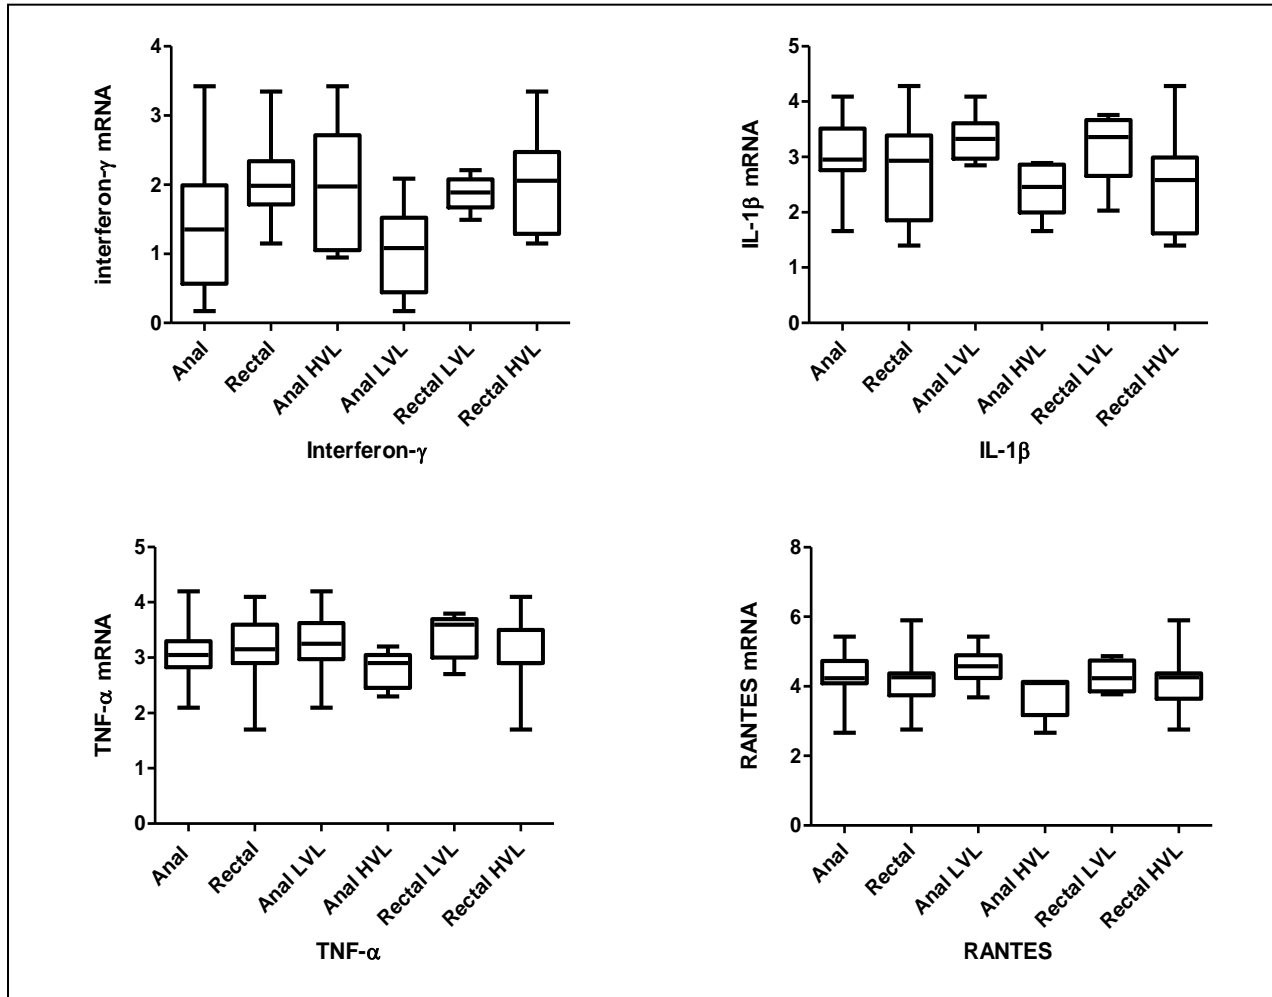 interferon-γ mRNA
4
3
2
1
0
Anal
Rectal
Anal HVL
Anal LVL
Rectal LVL
Rectal HVL
Interferon-γ
IL-1β mRNA
5
4
3
2
1
0
Anal
Rectal
Anal LVL
Anal HVL
Rectal LVL
Rectal HVL
IL-1β
TNF-α mRNA
5
4
3
2
1
0
Anal
Rectal
Anal LVL
Anal HVL
Rectal LVL
Rectal HVL
TNF-α
RANTES mRNA
8
6
4
2
0
Anal
Rectal
Anal LVL
Anal HVL
Rectal LVL
Rectal HVL
RANTES